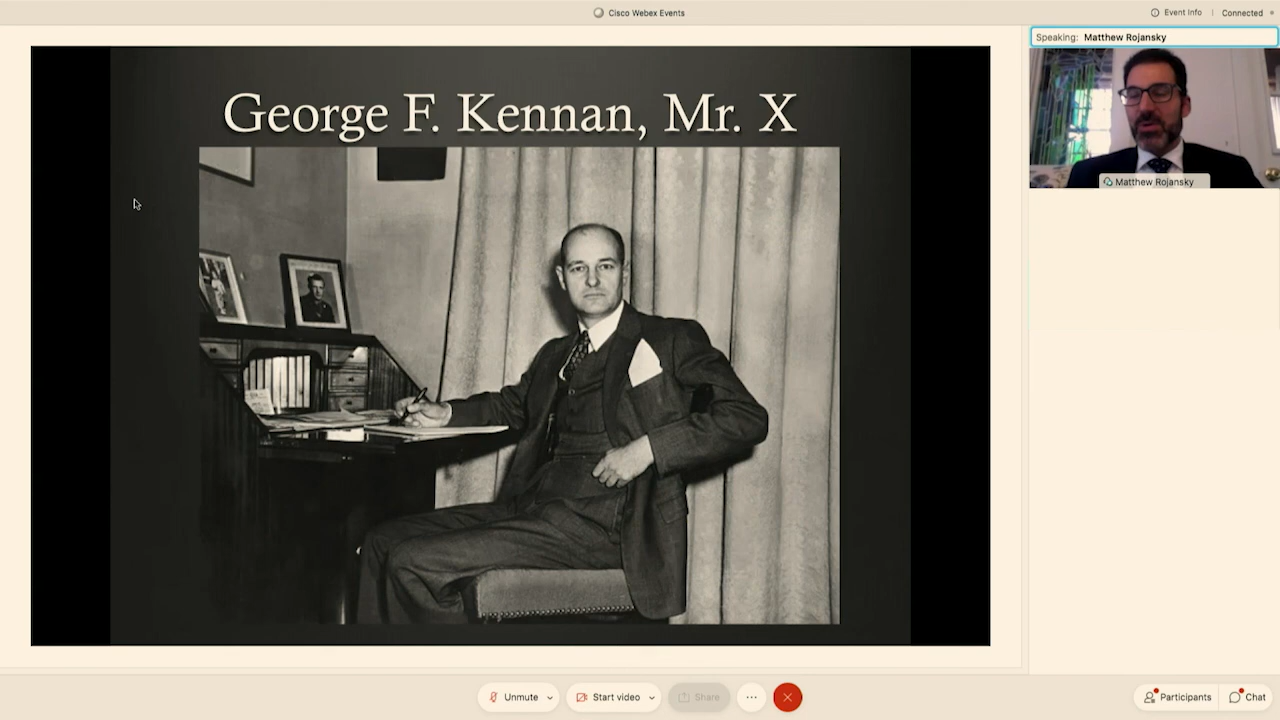 Cisco Webex Events
Event Info
Connected
Speaking: Matthew Rojansky
George F. Kennan, Mr. X
Matthew Rojansky
Unmute
Start video
Share
Participants
Chat